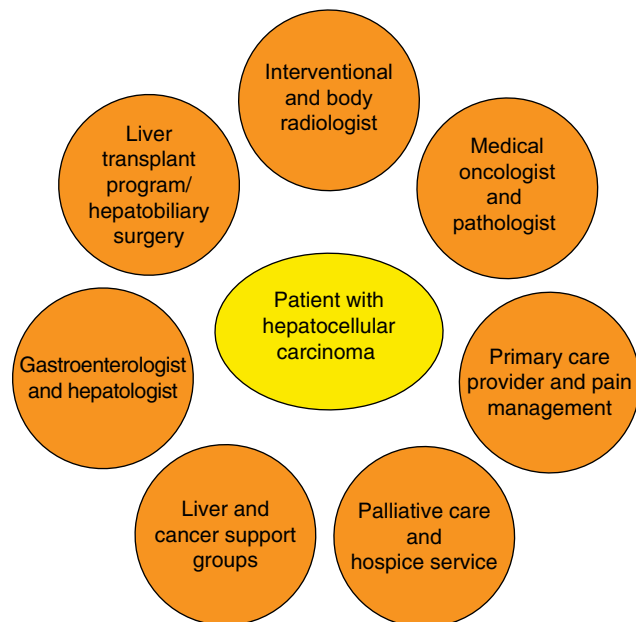 Interventional
and body
radiologist
Medical
oncologist
and
pathologist
Primary care
provider and pain
management
Palliative care
and
hospice service
Liver and
cancer support
groups
Gastroenterologist
and hepatologist
Liver
transplant
program/
hepatobiliary
surgery
Patient with
hepatocellular
carcinoma